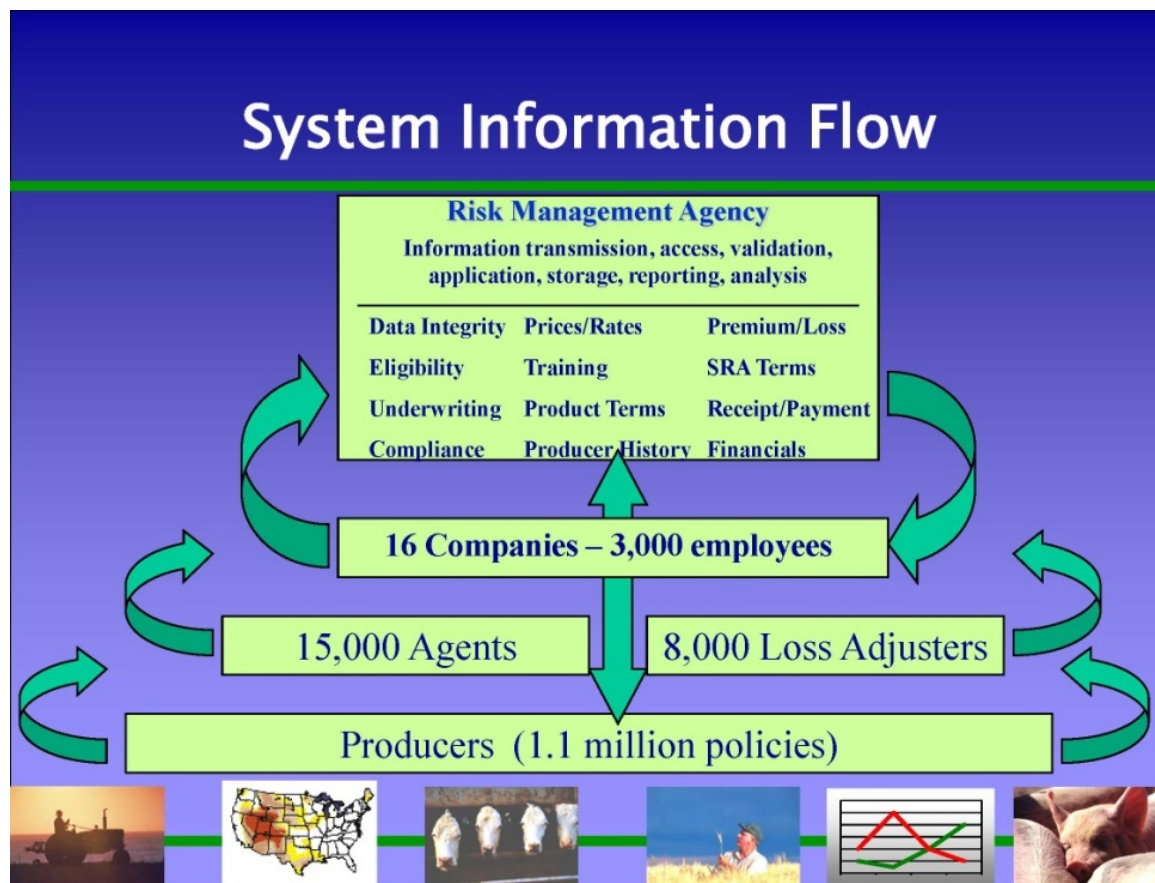 System Information Flow
Risk Management Agency
Information transmission, access, validation,
application, storage, reporting, analysis
Data Integrity Prices/Rates Premium/Loss
Eligibility Training SRA Terms
Underwriting Product Terms Receipt/Payment
Compliance Producer History Financials
16 Companies – 3,000 employees
15,000 Agents 8,000 Loss Adjusters
Producers (1.1 million policies)